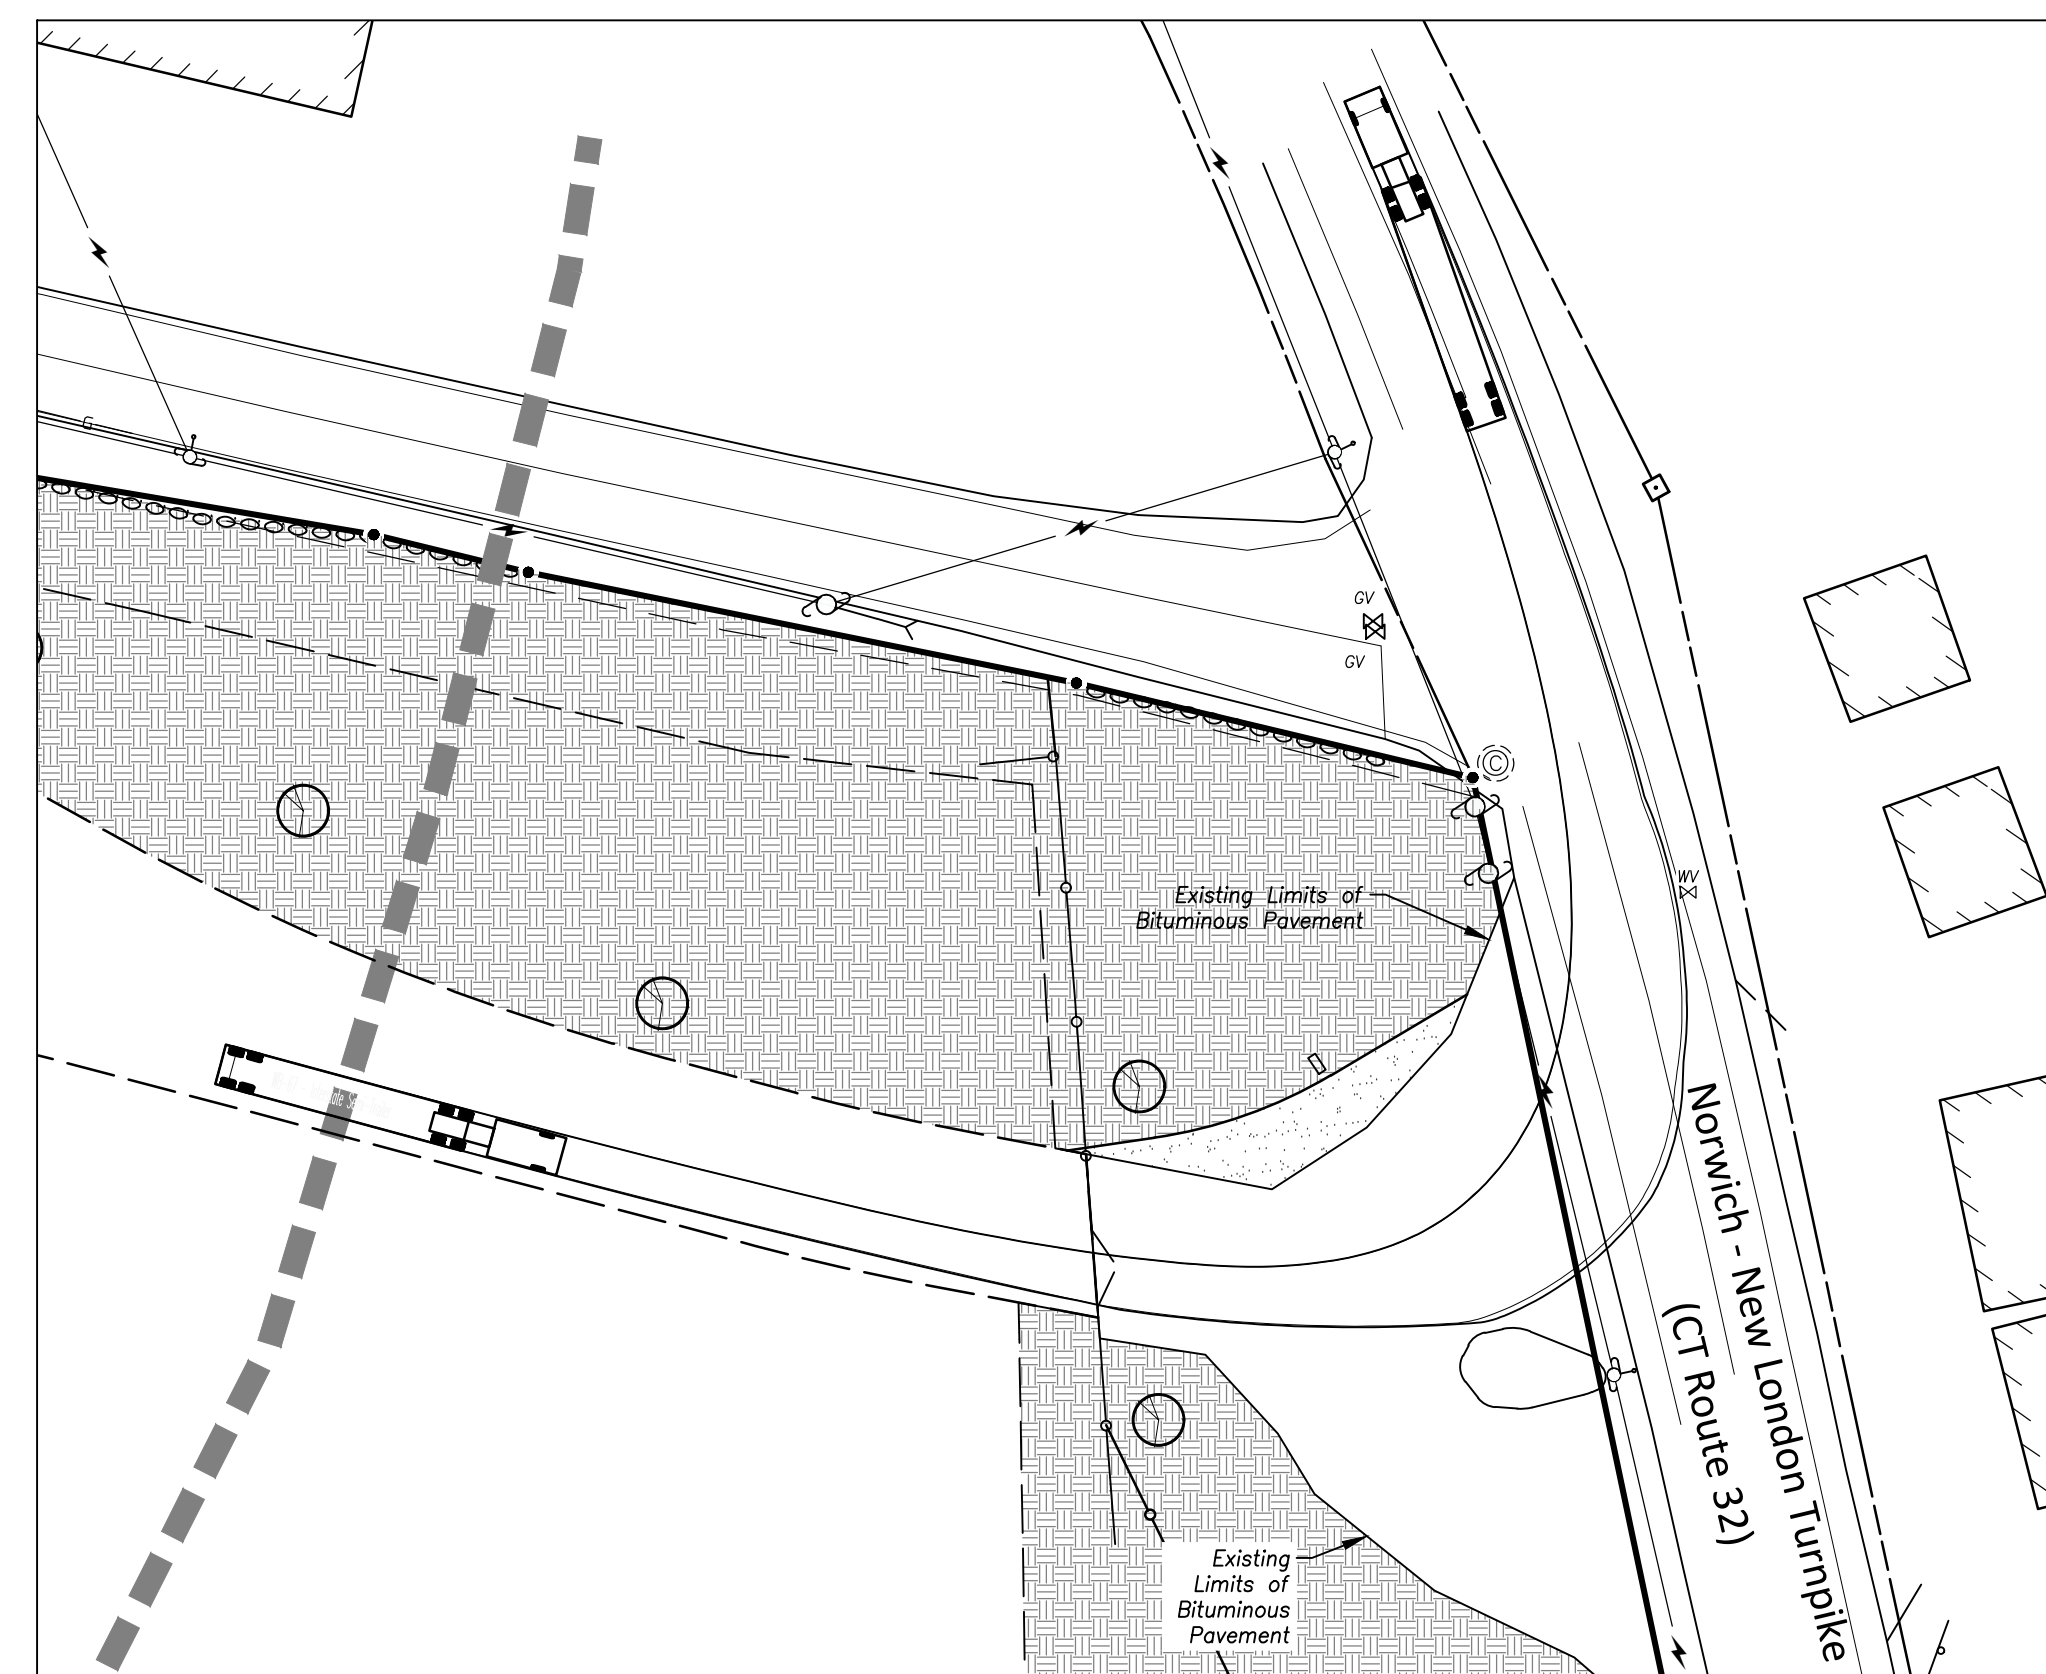 G
GV
GV
C
WV
Existing Limits of
Bituminous Pavement
Norwich - New London Turnpike
(CT Route 32)
Existing
Limits of
Bituminous
Pavement